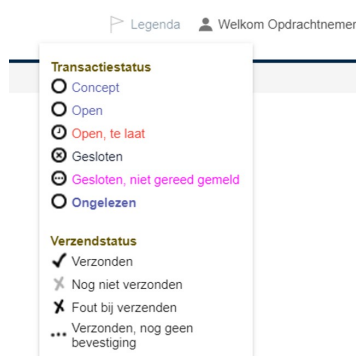 Legenda Welkom Opdrachtnemer
Transactiestatus
Concept
Open
Open, te laat
Gesloten
Gesloten, niet gereed gemeld
Ongelezen
Verzendstatus
Verzonden
Nog niet verzonden
Fout bij verzenden
Verzonden, nog geen
bevestiging